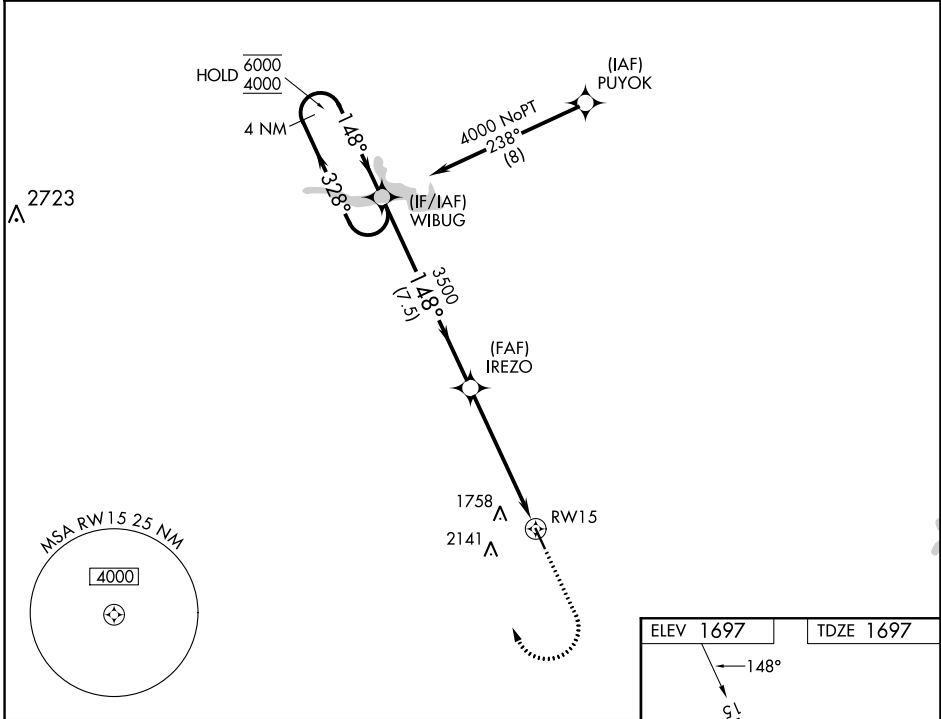 HOLD 6000
4000
4 NM
148°
328°
(IAF)
PUYOK
4000 NoPT
238°
(8)
2723
(IF/IAF)
WIBUG
3500
148°
(7.5)
(FAF)
IREZO
1758
2141
RW15
MSA RW15 25 NM
4000
ELEV 1697
TDZE 1697
148°
15